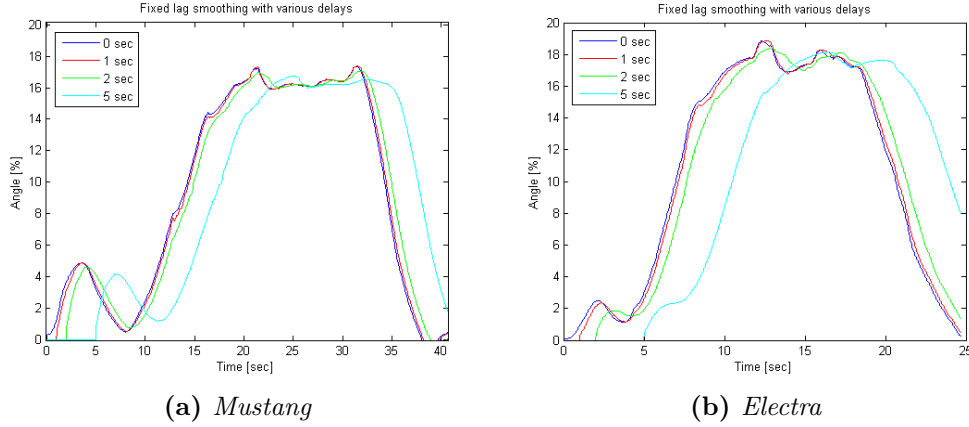 Fixed lag smoothing with various delays
20
18
16
14
12
10
8
6
4
2
0
Angle [%]
0 sec
1 sec
2 sec
5 sec
0 5 10 15 20 25 30 35 40
Time [sec]
(a) Mustang
Fixed lag smoothing with various delays
20
18
16
14
12
10
8
6
4
2
0
Angle [%]
0 sec
1 sec
2 sec
5 sec
0 5 10 15 20 25
Time [sec]
(b) Electra